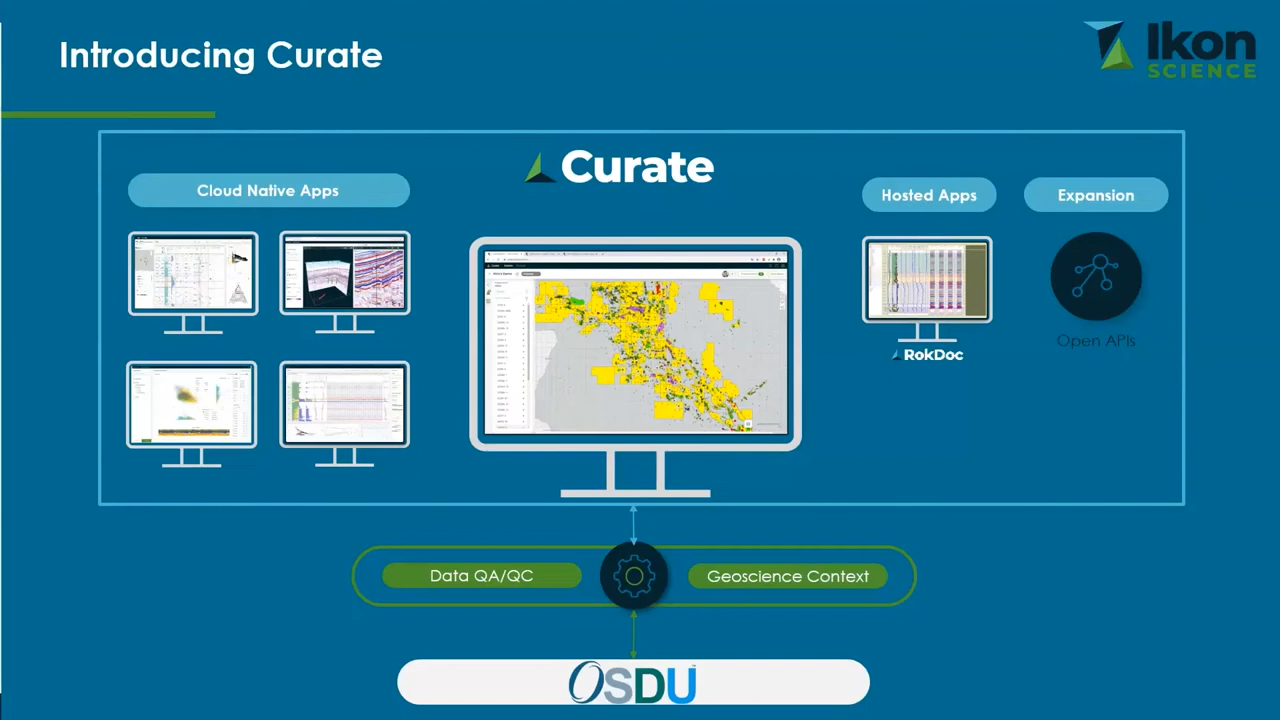 Introducing Curate
Ikon
SCIENCE
Curate
Cloud Native Apps
Hosted Apps
Expansion
RokDoc
Open APIs
Data QA/QC
Geoscience Context
OSDU